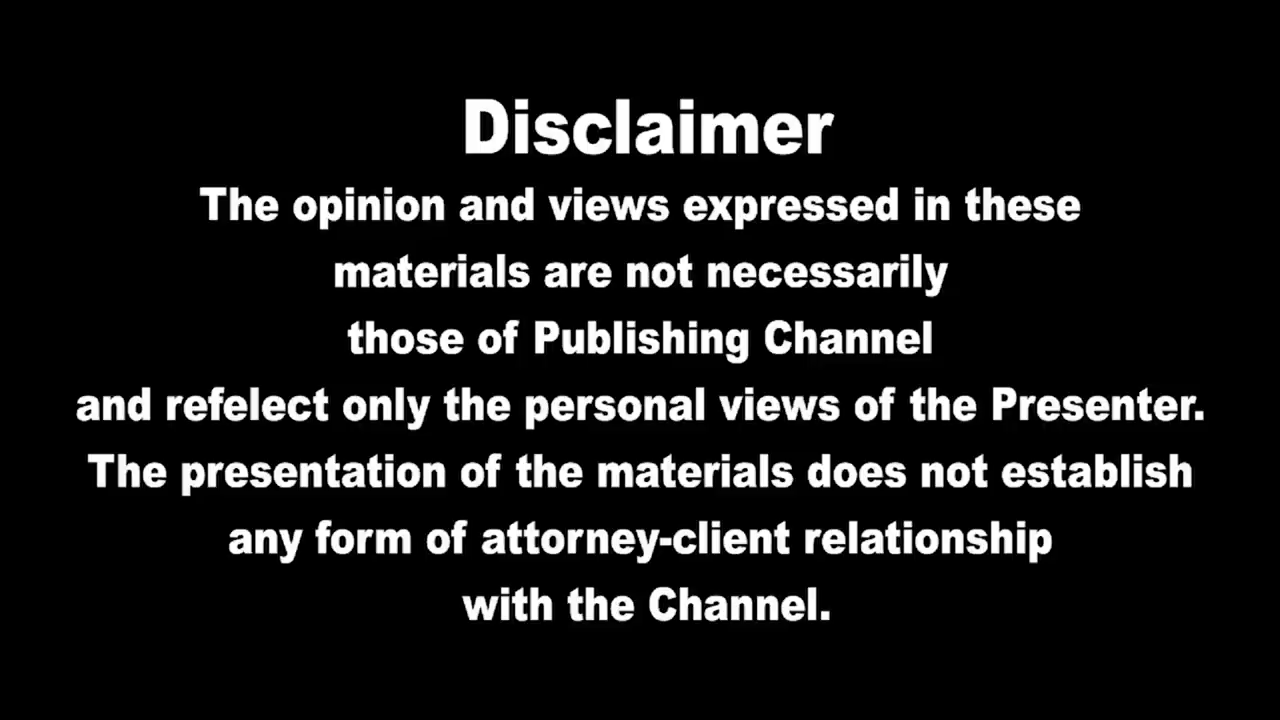 Disclaimer
The opinion and views expressed in these
materials are not necessarily
those of Publishing Channel
and refelect only the personal views of the Presenter.
The presentation of the materials does not establish
any form of attorney-client relationship
with the Channel.